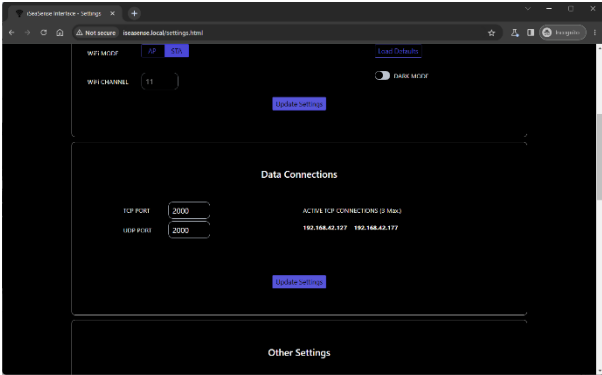 iSeaSense Interface - Settings
Not secure
iseasense.local/settings.html
Incognito
WIFI MODE
AP
STA
Load Defaults
WIFI CHANNEL
11
DARK MODE
Update Settings
Data Connections
TCP PORT
2000
ACTIVE TCP CONNECTIONS (3 Max.)
UDP PORT
2000
192.168.42.127 192.168.42.177
Update Settings
Other Settings